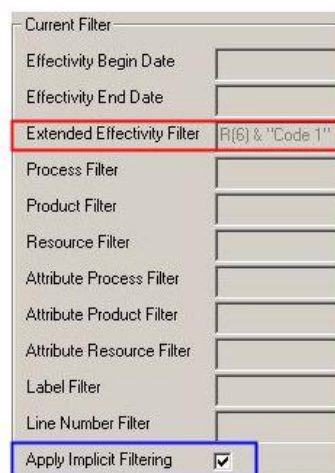 Current Filter
Effectivity Begin Date
Effectivity End Date
Extended Effectivity Filter R(6) & "Code 1"
Process Filter
Product Filter
Resource Filter
Attribute Process Filter
Attribute Product Filter
Attribute Resource Filter
Label Filter
Line Number Filter
Apply Implicit Filtering